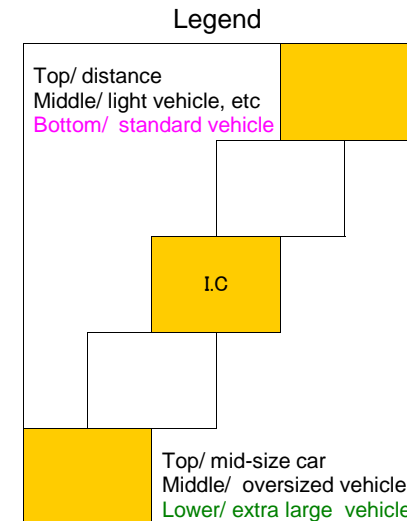 Legend
Top/ distance
Middle/ light vehicle, etc
Bottom/  standard vehicle
I.C
Top/ mid-size car
Middle/  oversized vehicle
Lower/ extra large  vehicle